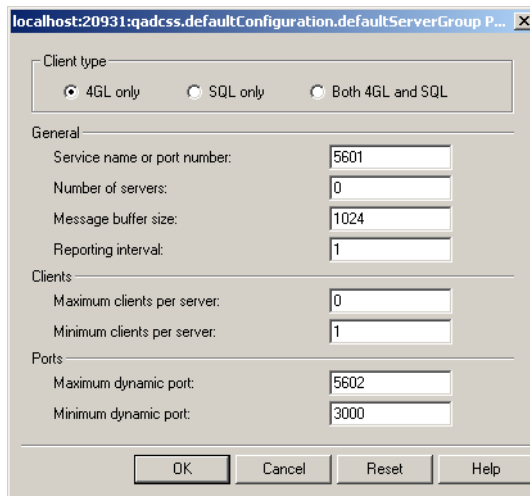 localhost:20931:qadcss.defaultConfiguration.defaultServerGroup P...
Client type
4GL only SQL only Both 4GL and SQL
General
Service name or port number: 5601
Number of servers: 0
Message buffer size: 1024
Reporting interval: 1
Clients
Maximum clients per server: 0
Minimum clients per server: 1
Ports
Maximum dynamic port: 5602
Minimum dynamic port: 3000
OK Cancel Reset Help